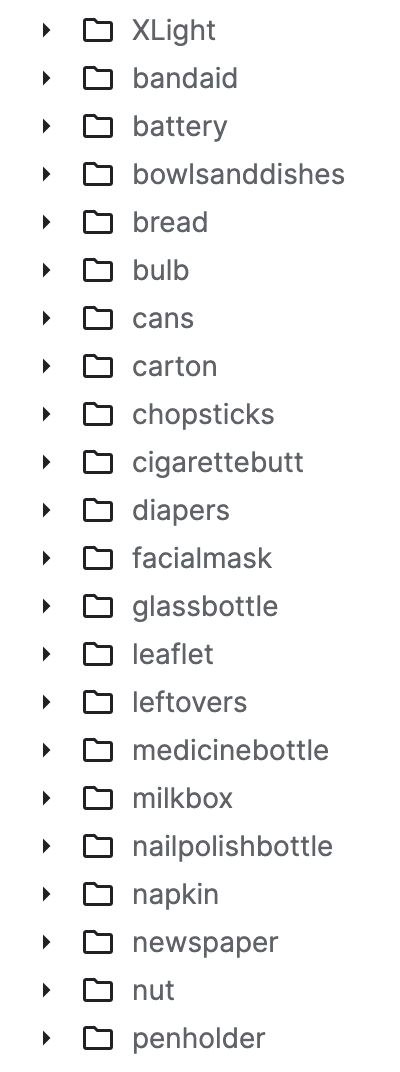 XLight
bandaid
battery
bowlsanddishes
bread
bulb
cans
carton
chopsticks
cigarettebutt
diapers
facialmask
glassbottle
leaflet
leftovers
medicinebottle
milkbox
nailpolishbottle
napkin
newspaper
nut
penholder